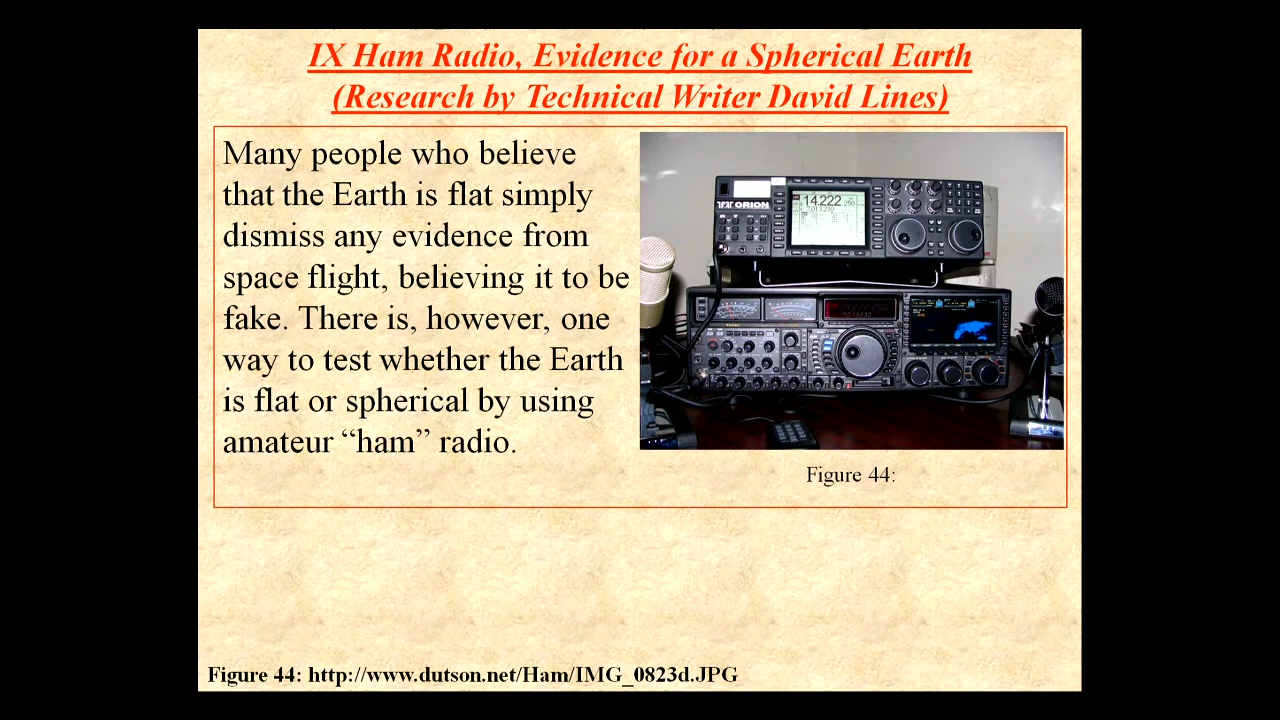 IX Ham Radio, Evidence for a Spherical Earth
(Research by Technical Writer David Lines)
Many people who believe
that the Earth is flat simply
dismiss any evidence from
space flight, believing it to be
fake. There is, however, one
way to test whether the Earth
is flat or spherical by using
amateur “ham” radio.
ORION
14.222
Figure 44:
Figure 44: http://www.dutson.net/Ham/IMG_0823d.JPG